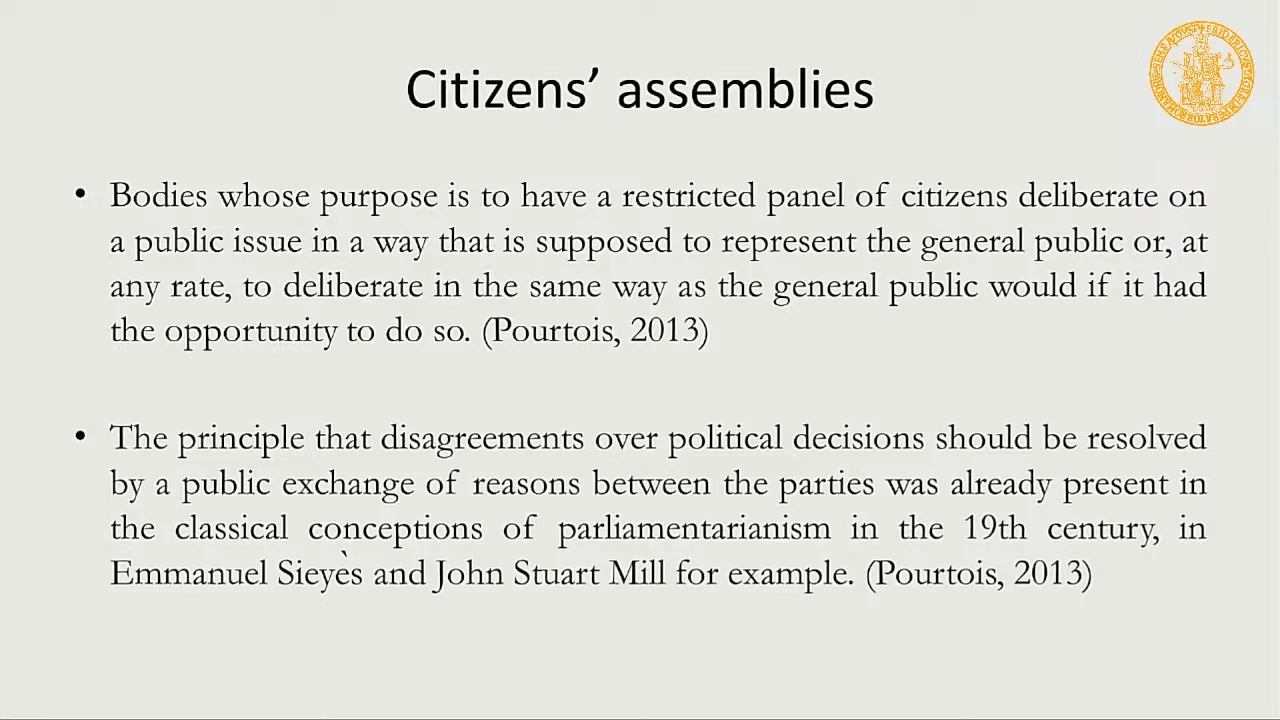 Citizens’ assemblies
• Bodies whose purpose is to have a restricted panel of citizens deliberate on
a public issue in a way that is supposed to represent the general public or, at
any rate, to deliberate in the same way as the general public would if it had
the opportunity to do so. (Pourtois, 2013)
• The principle that disagreements over political decisions should be resolved
by a public exchange of reasons between the parties was already present in
the classical conceptions of parliamentarianism in the 19th century, in
Emmanuel Sieyès and John Stuart Mill for example. (Pourtois, 2013)